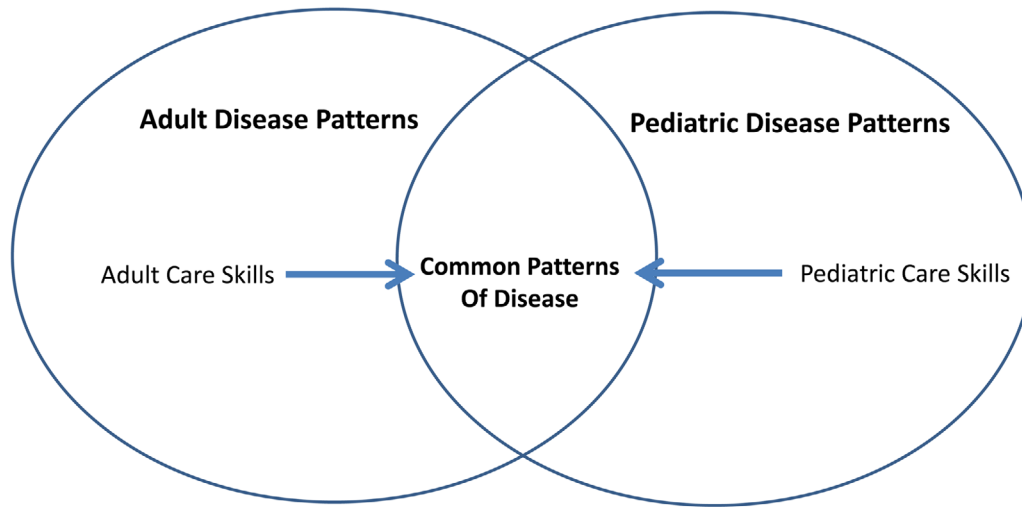 Adult Disease Patterns
Pediatric Disease Patterns
Adult Care Skills
Common Patterns
Of Disease
Pediatric Care Skills